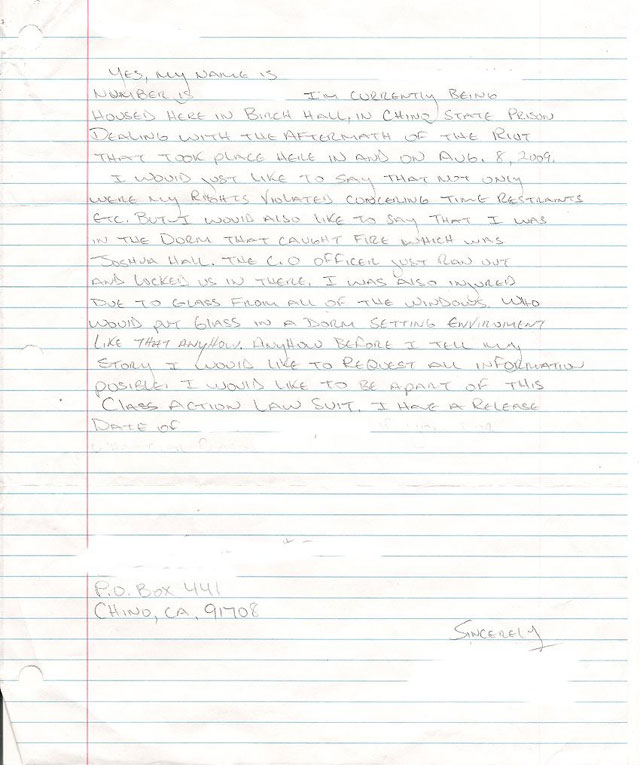 YES, MY NAME IS
NUMBER IS I'M CURRENTLY BEING
HOUSED HERE IN BIRCH HALL, IN CHINO STATE PRISON
DEALING WITH THE AFTERMATH OF THE RIOT
THAT TOOK PLACE HERE IN AND ON AUG. 8, 2009.
I WOULD JUST LIKE TO SAY THAT NOT ONLY
WERE MY RIGHTS VIOLATED CONCERING TIME RESTRAINTS
ETC. BUT I WOULD ALSO LIKE TO SAY THAT I WAS
IN THE DORM THAT CAUGHT FIRE WHICH WAS
JOSHUA HALL. THE C.O OFFICER JUST RAN OUT
AND LOCKED US IN THERE. I WAS ALSO INJURED
DUE TO GLASS FROM ALL OF THE WINDOWS. WHO
WOULD PUT GLASS IN A DORM SETTING ENVIROMENT
LIKE THAT ANYHOW. ANYHOW BEFORE I TELL MY
STORY I WOULD LIKE TO REQUEST ALL INFORMATION
POSIBLE. I WOULD LIKE TO BE APART OF THIS
CLASS ACTION LAW SUIT. I HAVE A RELEASE
DATE OF
P.O. BOX 441
CHINO, CA, 91708
SINCERELY